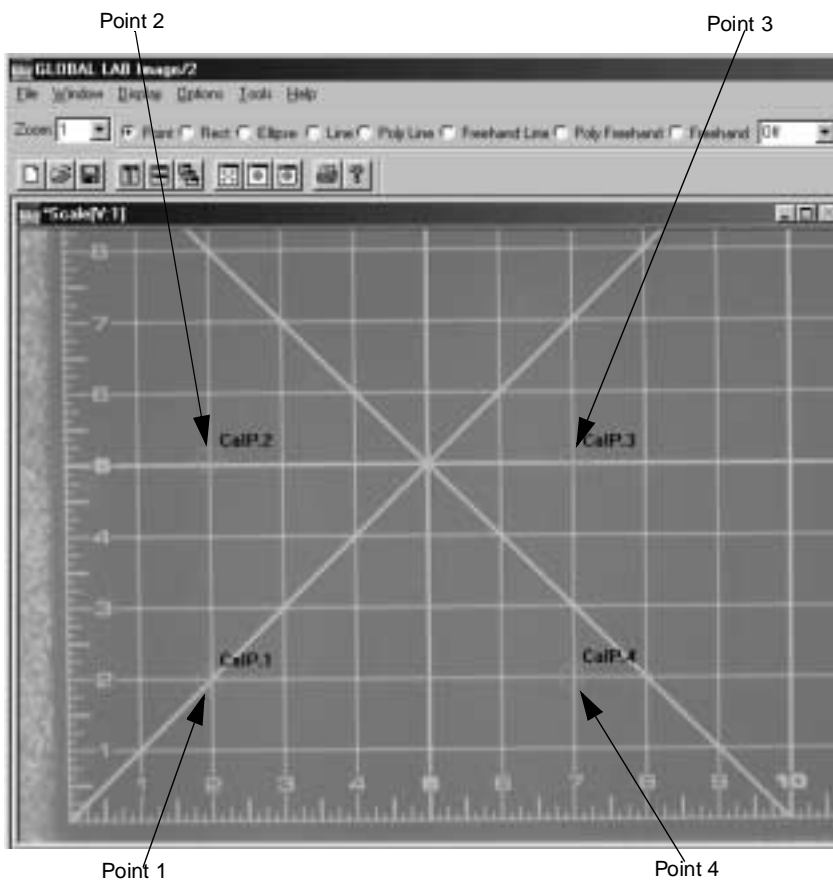 Point 2 Point 3
GLOBAL LAB Image/2
File Window Display Options Tools Help
Zoom 1 Point Rect Ellipse Line Poly Line Freehand Line Poly Freehand Freehand Off
*Scale[V:1]
8
7
6
CalP.2 CalP.3
5
4
3
CalP.1 CalP.4
2
1
1 2 3 4 5 6 7 8 9 10
Point 1 Point 4